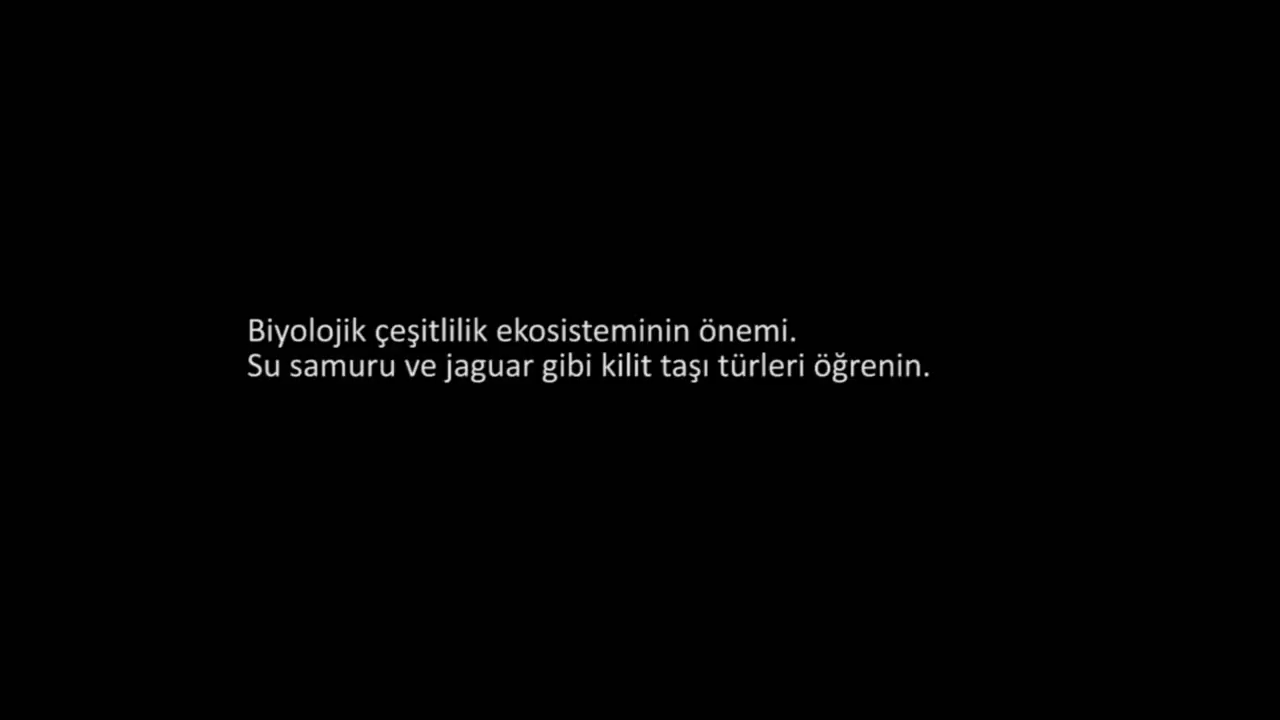 Biyolojik çeşitlilik ekosisteminin önemi.
Su samuru ve jaguar gibi kilit taşı türleri öğrenin.